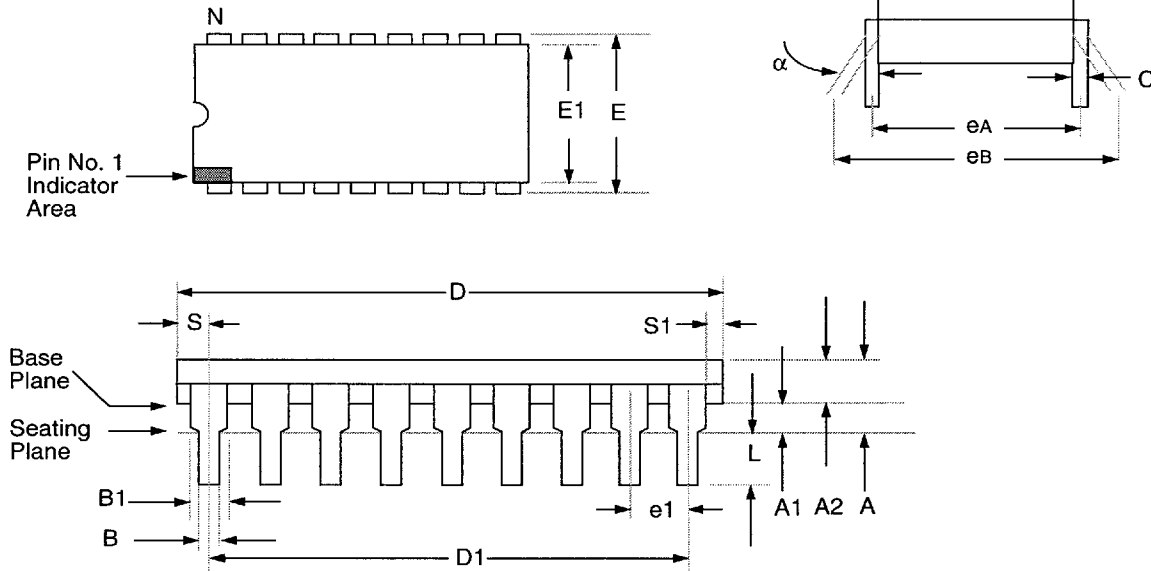 N
E1
E
Pin No. 1
Indicator
Area
α
C
eA
eB
D
S
S1
Base
Plane
Seating
Plane
L
B1
e1
A1
A2
A
B
D1